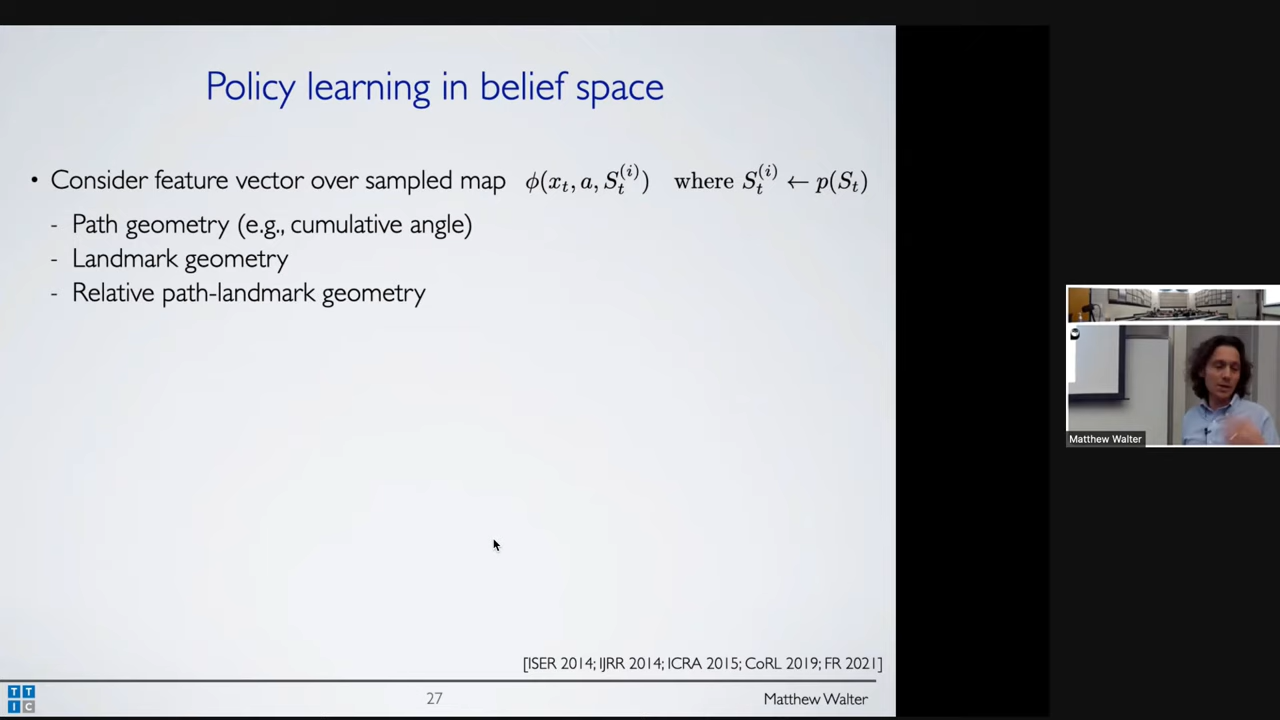 Policy learning in belief space
• Consider feature vector over sampled map ϕ(x_t, a, S_t^{(i)}) where S_t^{(i)} ← p(S_t)
- Path geometry (e.g., cumulative angle)
- Landmark geometry
- Relative path-landmark geometry
[ISER 2014; IJRR 2014; ICRA 2015; CoRL 2019; FR 2021]
TTIC
27
Matthew Walter
Matthew Walter